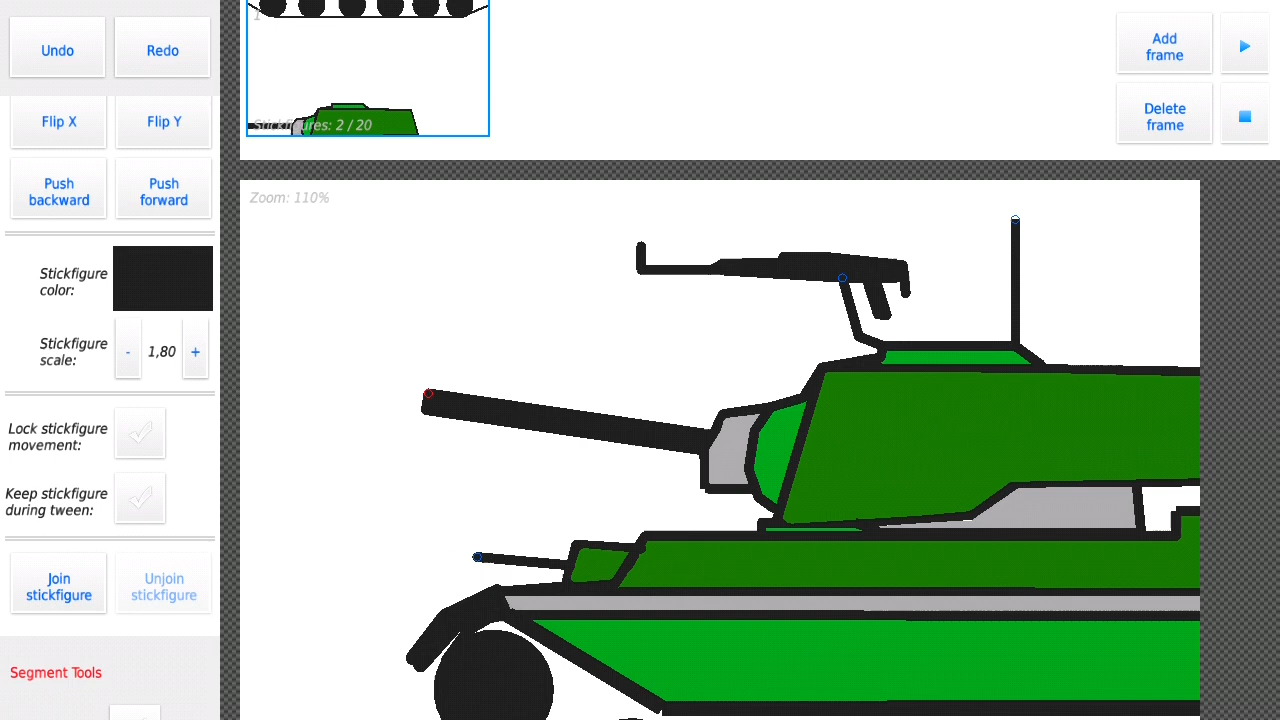 Undo
Redo
Flip X
Flip Y
Push
backward
Push
forward
Stickfigure
color:
Stickfigure
scale:
-
1,80
+
Lock stickfigure
movement:
Keep stickfigure
during tween:
Join
stickfigure
Unjoin
stickfigure
Segment Tools
1
Stickfigures: 2 / 20
Add
frame
Delete
frame
Zoom: 110%